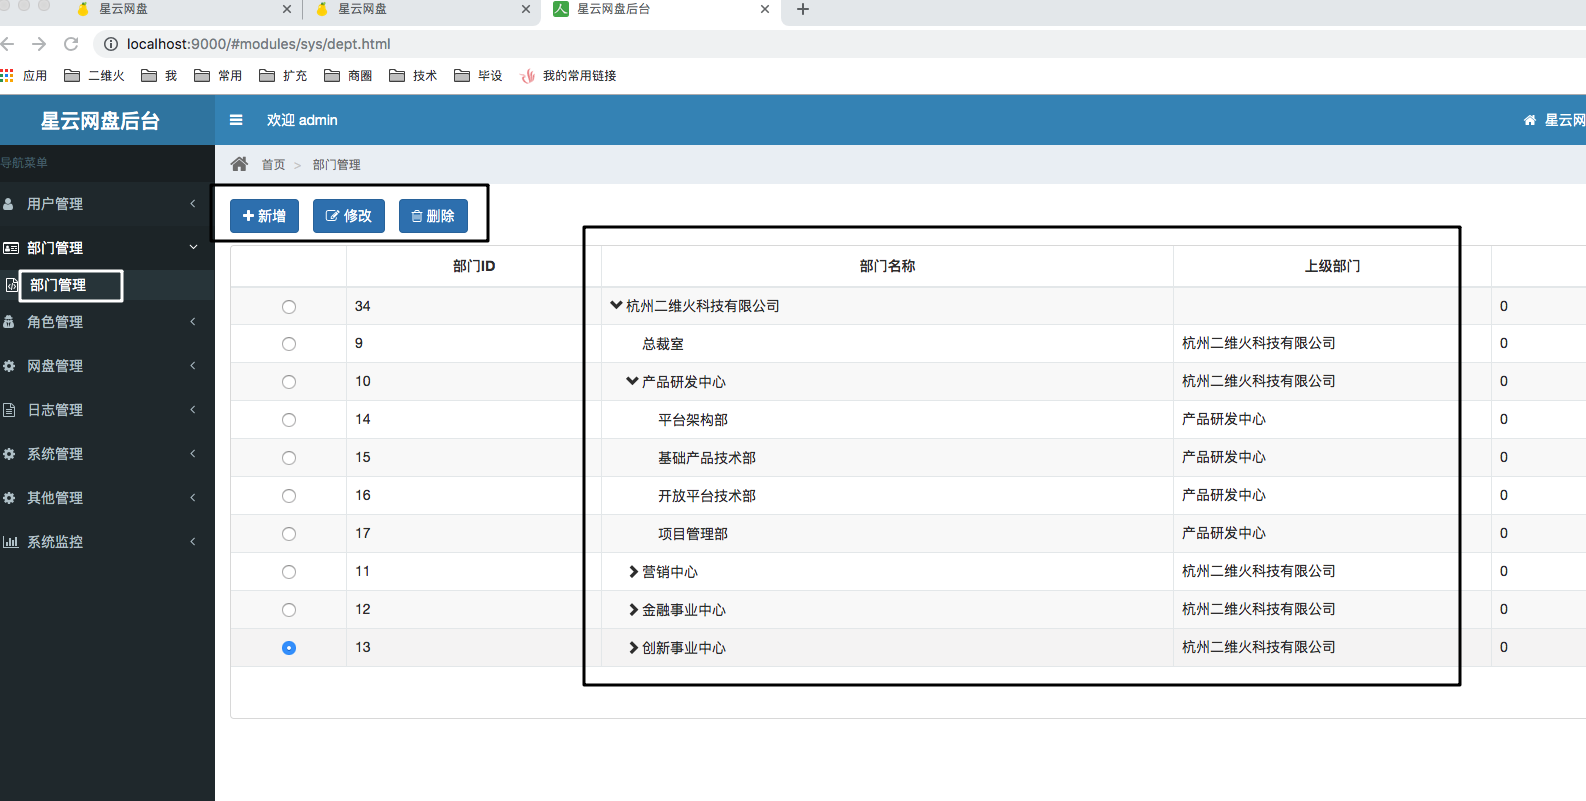 星云网盘 星云网盘 星云网盘后台
localhost:9000/#modules/sys/dept.html
应用 二维火 我 常用 扩充 商圈 技术 毕设 我的常用链接
星云网盘后台 欢迎 admin 星云网
导航菜单
首页 > 部门管理
用户管理
新增 修改 删除
部门管理
部门管理
角色管理
网盘管理
日志管理
系统管理
其他管理
系统监控
部门ID 部门名称 上级部门
34 杭州二维火科技有限公司 0
9 总裁室 杭州二维火科技有限公司 0
10 产品研发中心 杭州二维火科技有限公司 0
14 平台架构部 产品研发中心 0
15 基础产品技术部 产品研发中心 0
16 开放平台技术部 产品研发中心 0
17 项目管理部 产品研发中心 0
11 营销中心 杭州二维火科技有限公司 0
12 金融事业中心 杭州二维火科技有限公司 0
13 创新事业中心 杭州二维火科技有限公司 0